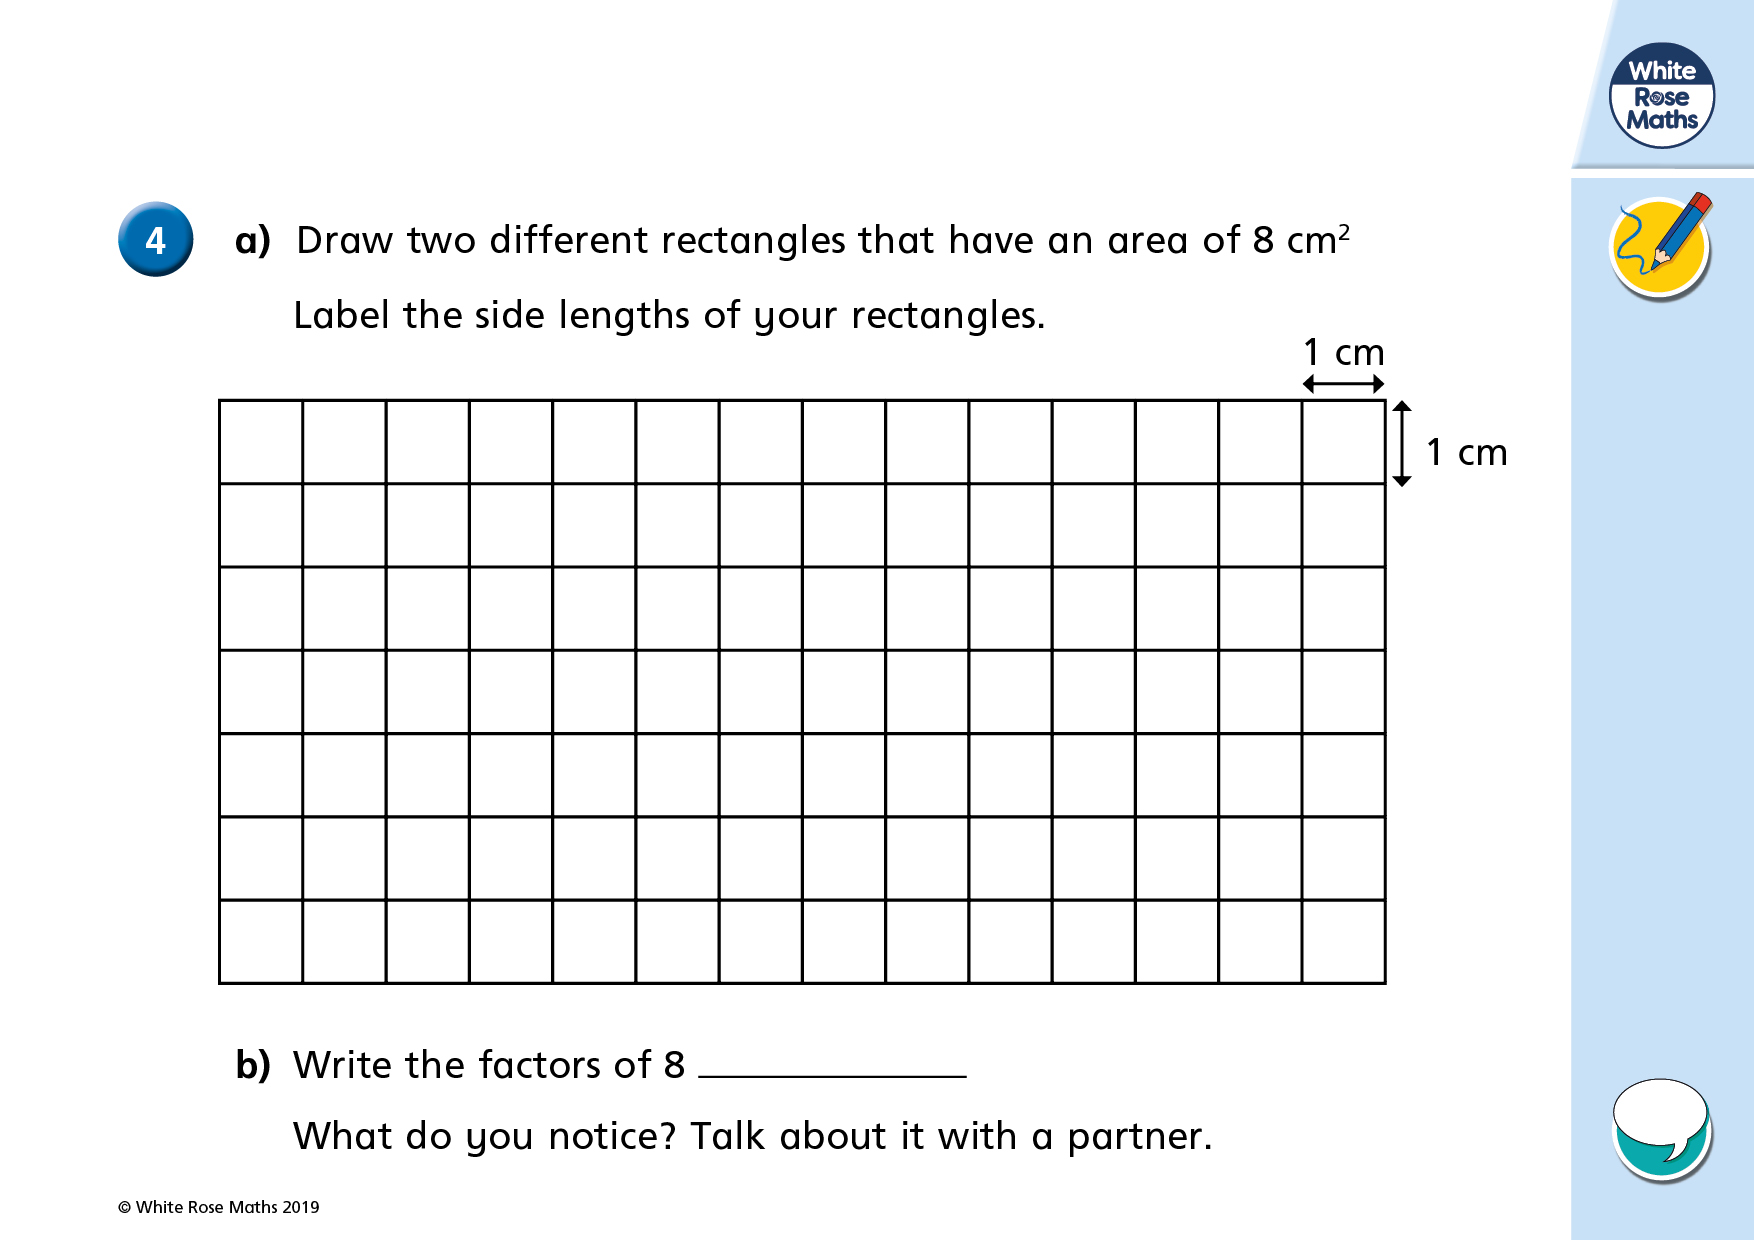 White
Rose
Maths
4 a) Draw two different rectangles that have an area of 8 cm²
Label the side lengths of your rectangles.
1 cm
1 cm
b) Write the factors of 8 ______________
What do you notice? Talk about it with a partner.
© White Rose Maths 2019